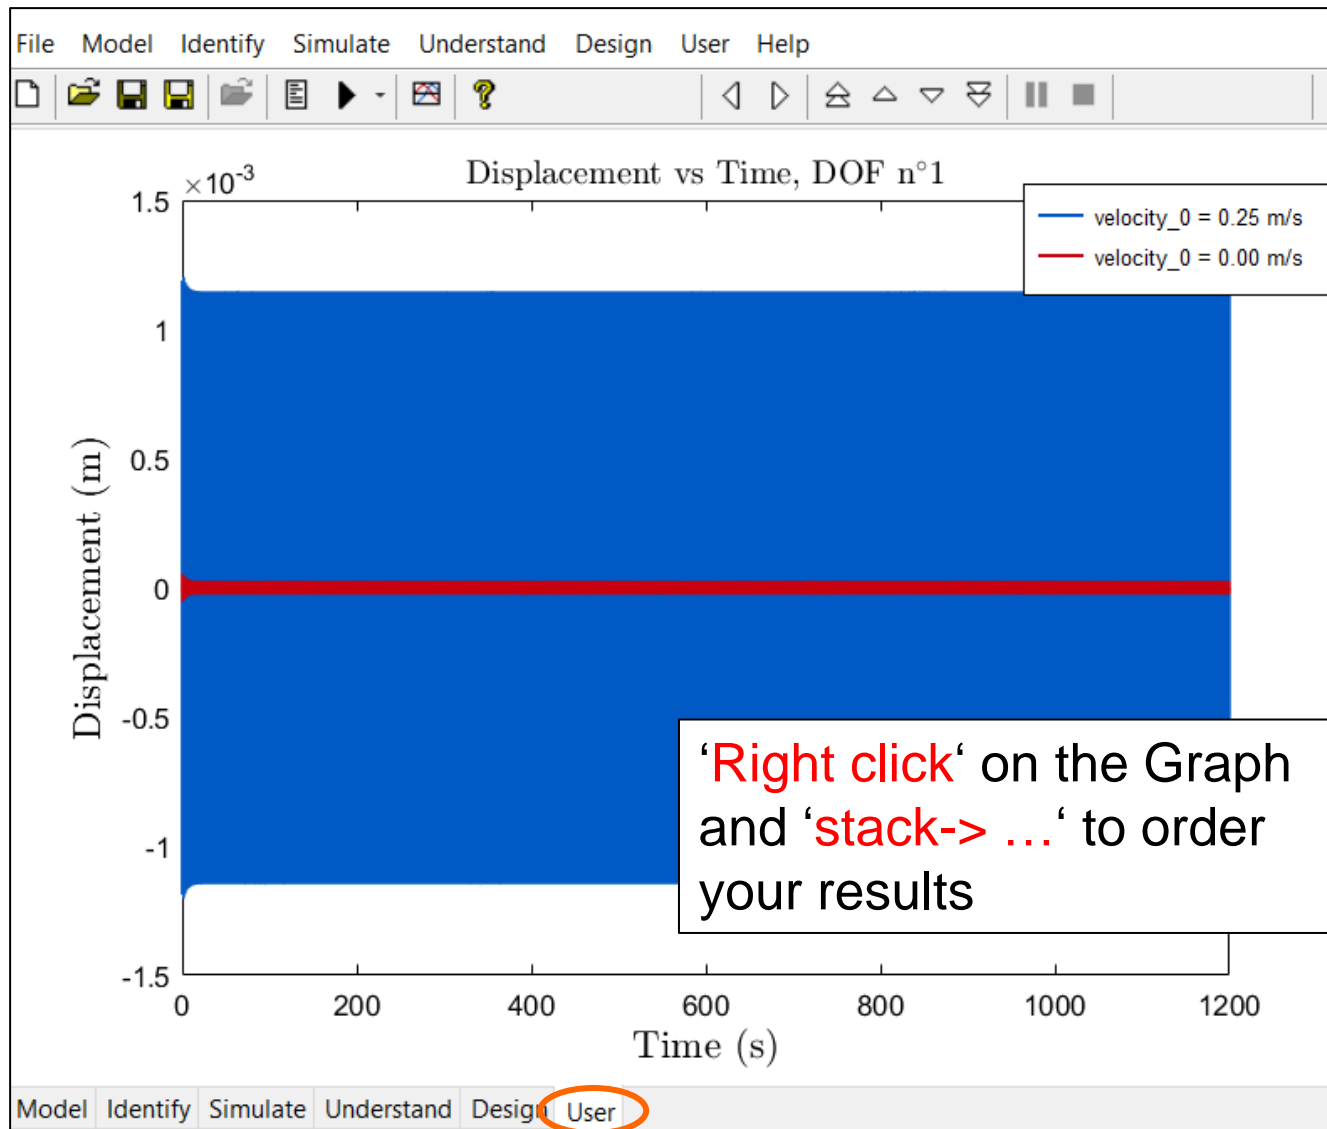 File Model Identify Simulate Understand Design User Help
Displacement vs Time, DOF n°1
×10-3
velocity_0 = 0.25 m/s
velocity_0 = 0.00 m/s
1.5
1
0.5
0
-0.5
-1
-1.5
Displacement (m)
‘Right click‘ on the Graph
and ‘stack-> …‘ to order
your results
0 200 400 600 800 1000 1200
Time (s)
Model Identify Simulate Understand Design User